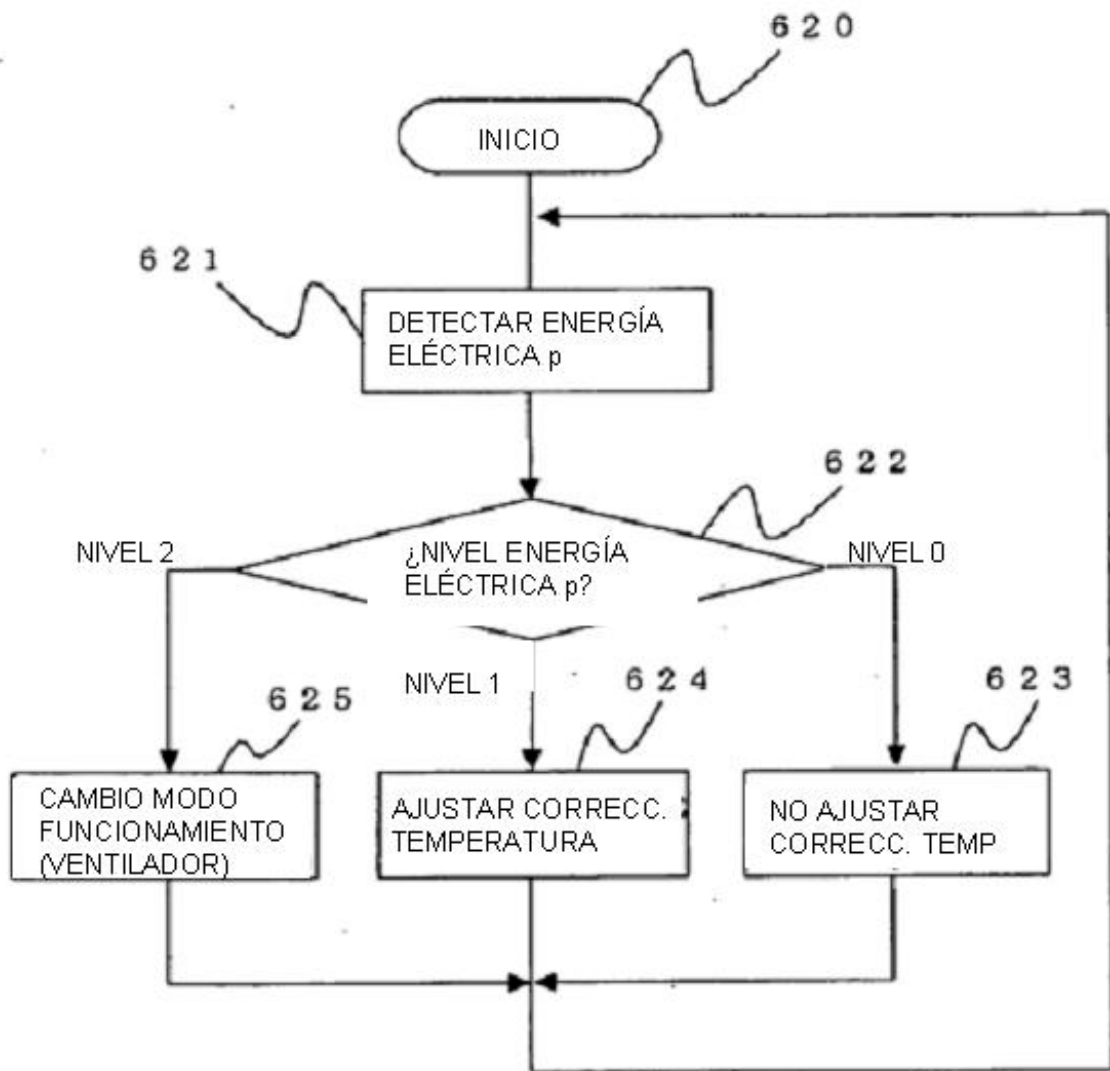 620
INICIO
621
DETECTAR ENERGÍA
ELÉCTRICA p
622
NIVEL 2
¿NIVEL ENERGÍA
ELÉCTRICA p?
NIVEL 0
NIVEL 1
625
624
623
CAMBIO MODO
FUNCIONAMIENTO
(VENTILADOR)
AJUSTAR CORRECC.
TEMPERATURA
NO AJUSTAR
CORRECC. TEMP